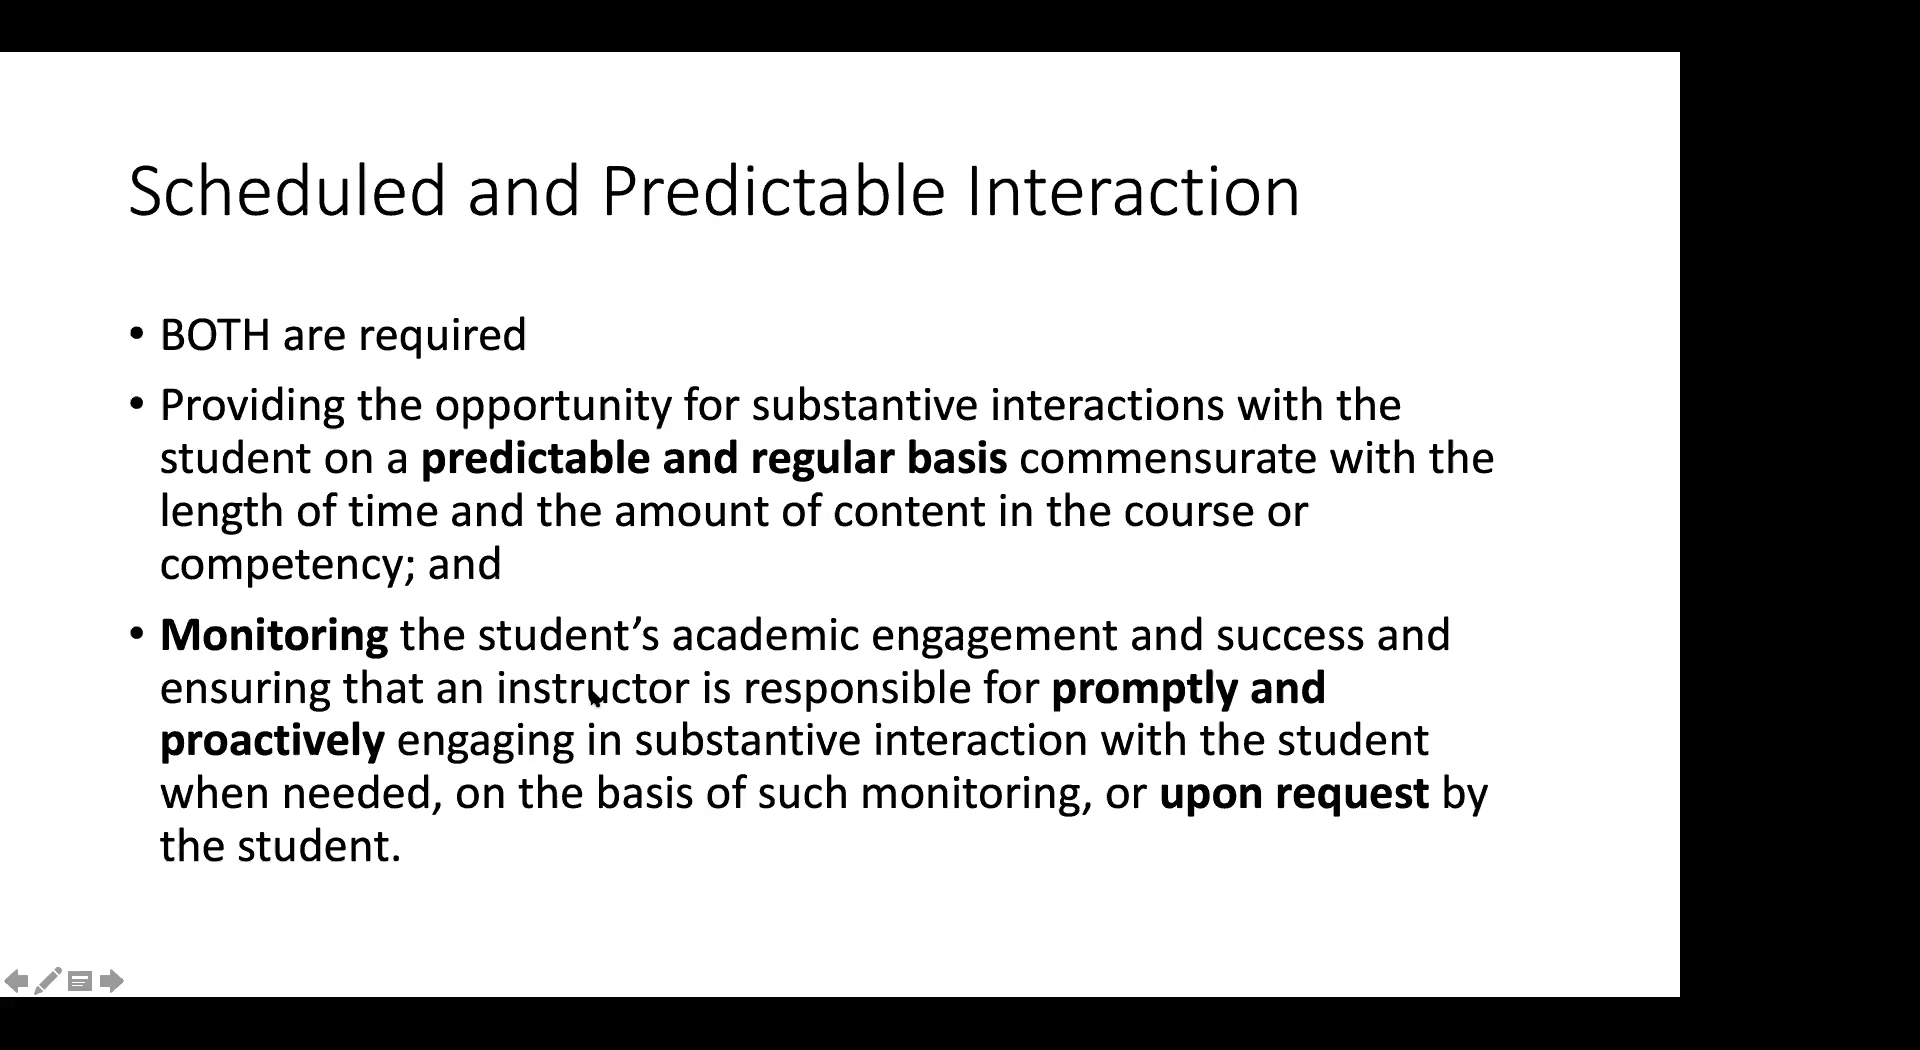 Scheduled and Predictable Interaction
• BOTH are required
• Providing the opportunity for substantive interactions with the
student on a predictable and regular basis commensurate with the
length of time and the amount of content in the course or
competency; and
• Monitoring the student’s academic engagement and success and
ensuring that an instructor is responsible for promptly and
proactively engaging in substantive interaction with the student
when needed, on the basis of such monitoring, or upon request by
the student.